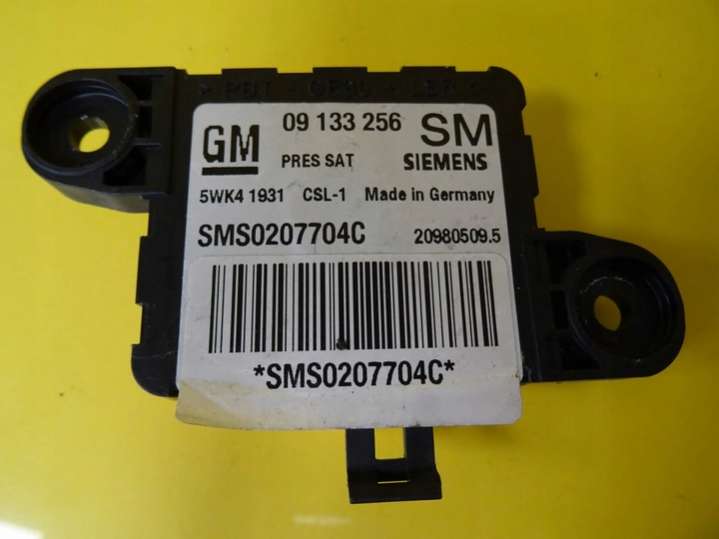 GM 09 133 256 SM
PRES SAT SIEMENS
5WK4 1931 CSL-1 Made in Germany
SMS0207704C 20980509.5
*SMS0207704C*